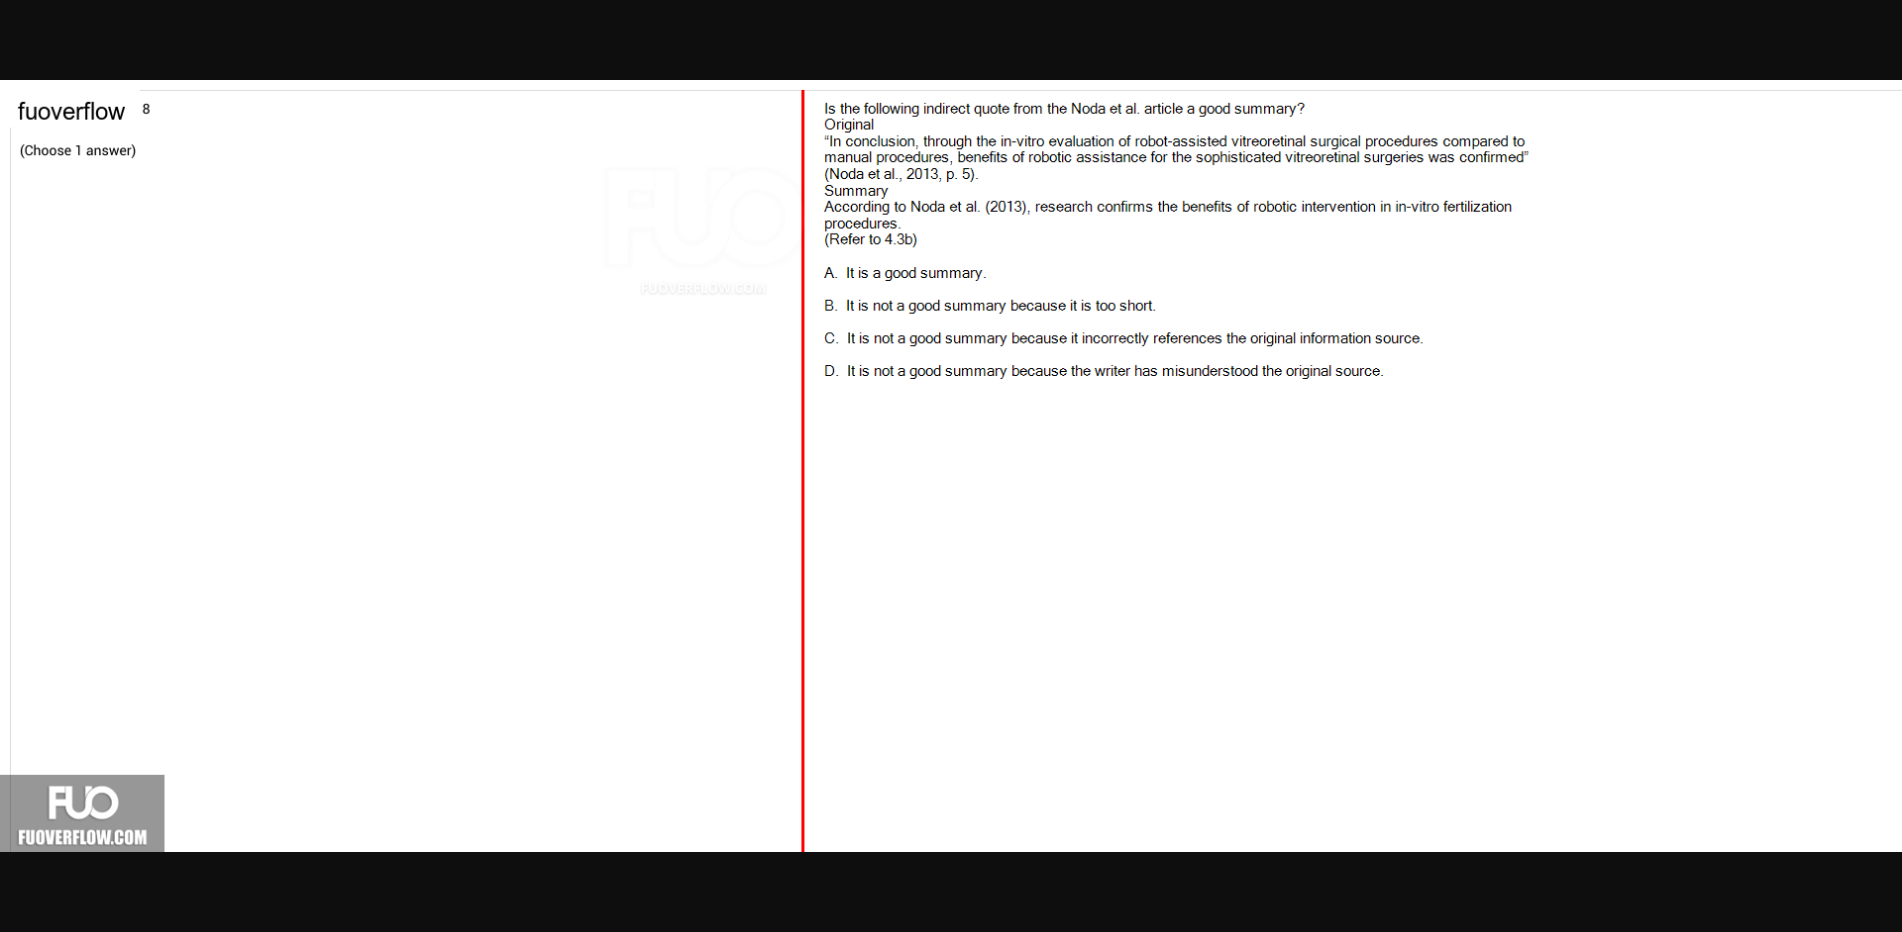 fuoverflow 8
(Choose 1 answer)
Is the following indirect quote from the Noda et al. article a good summary?
Original
“In conclusion, through the in-vitro evaluation of robot-assisted vitreoretinal surgical procedures compared to
manual procedures, benefits of robotic assistance for the sophisticated vitreoretinal surgeries was confirmed”
(Noda et al., 2013, p. 5).
Summary
According to Noda et al. (2013), research confirms the benefits of robotic intervention in in-vitro fertilization
procedures.
(Refer to 4.3b)
A. It is a good summary.
B. It is not a good summary because it is too short.
C. It is not a good summary because it incorrectly references the original information source.
D. It is not a good summary because the writer has misunderstood the original source.
FUO
FUOVERFLOW.COM
FUO
FUOVERFLOW.COM